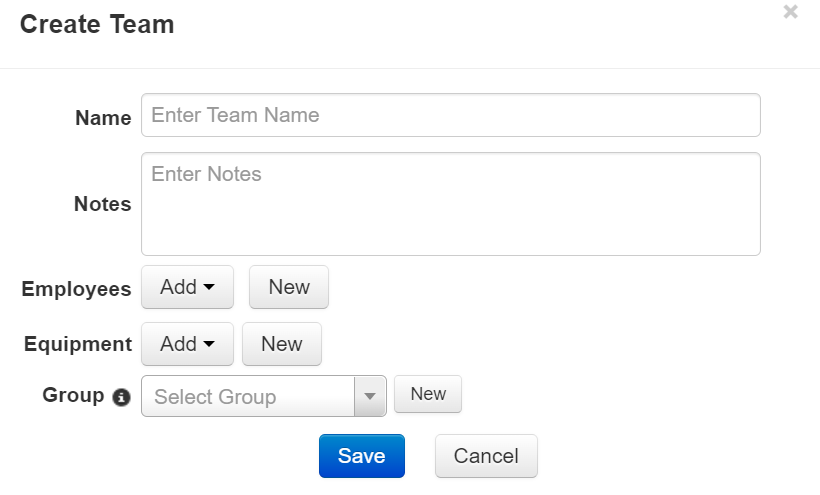 Create Team
×
Name Enter Team Name
Notes Enter Notes
Employees Add New
Equipment Add New
Group Select Group New
Save Cancel